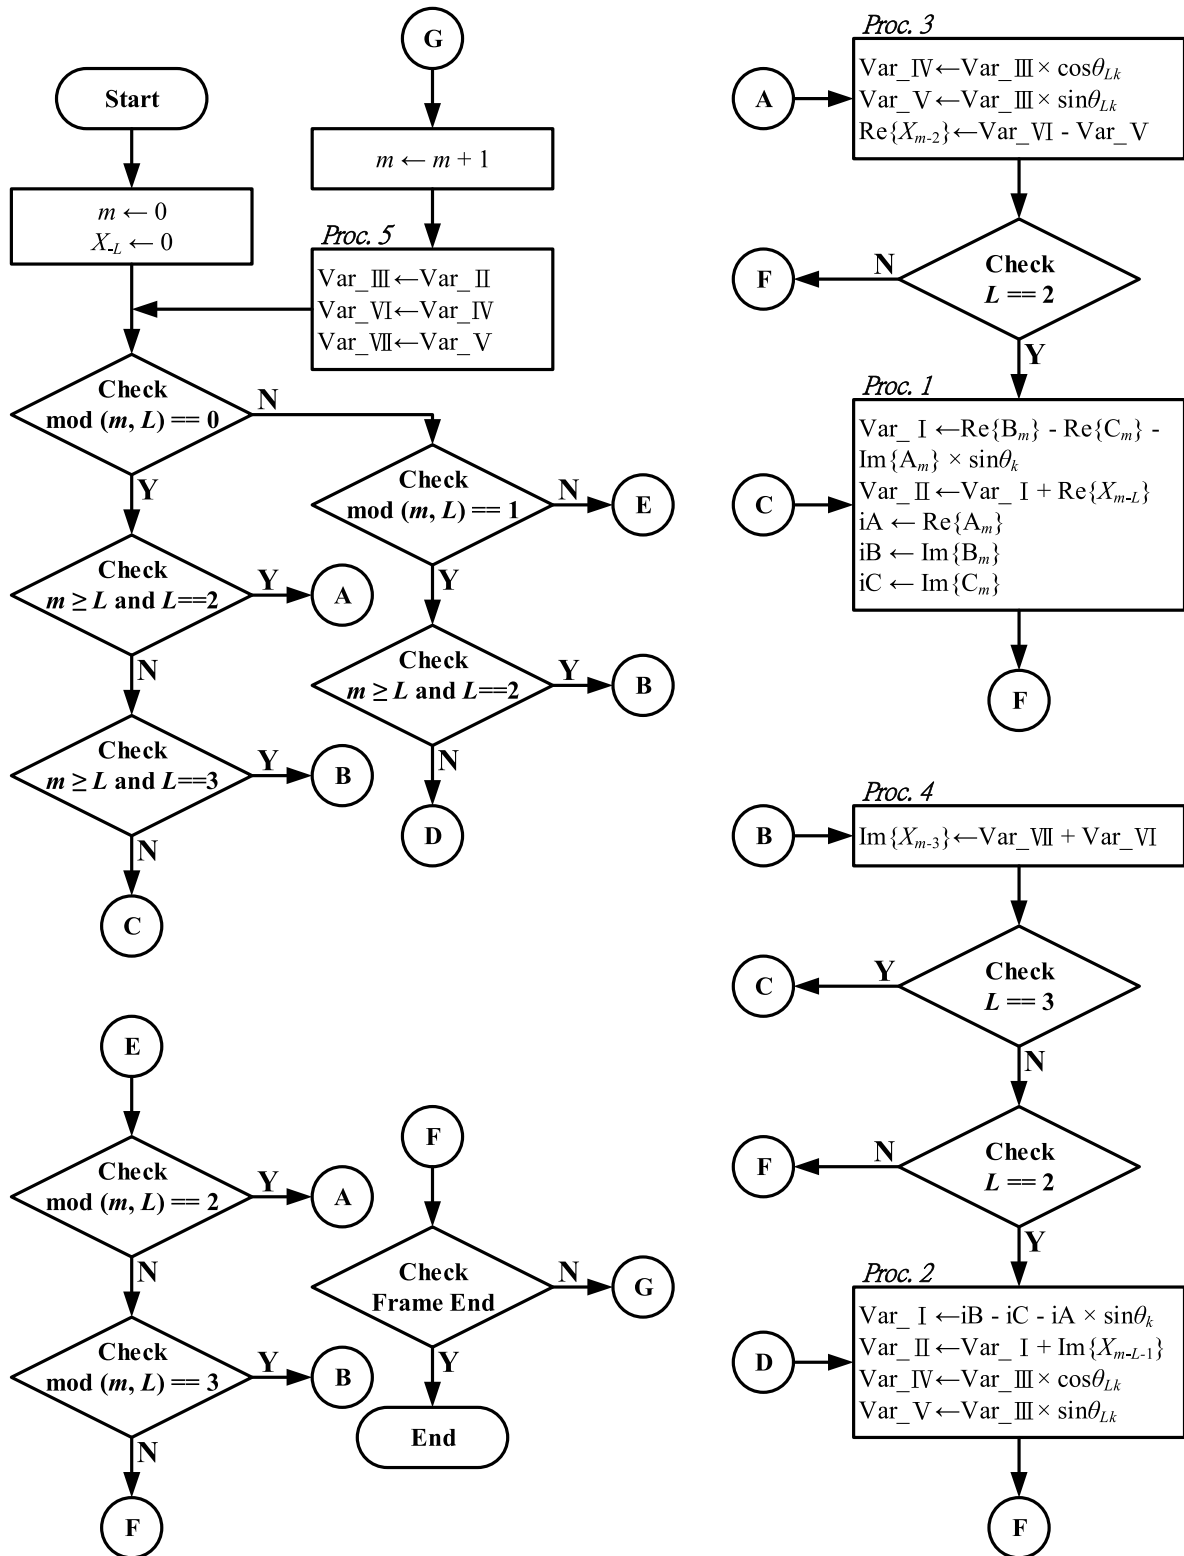 Start
m ← 0
X-L ← 0
G
m ← m + 1
Proc. 5
Var_Ⅲ←Var_Ⅱ
Var_Ⅵ←Var_Ⅳ
Var_Ⅶ←Var_Ⅴ
Check
mod (m, L) == 0
N
Y
Check
mod (m, L) == 1
N
E
Y
Check
m ≥ L and L==2
Y
A
N
Check
m ≥ L and L==2
Y
B
N
D
Check
m ≥ L and L==3
Y
B
N
C
E
Check
mod (m, L) == 2
Y
A
N
Check
mod (m, L) == 3
Y
B
N
F
F
Check
Frame End
N
G
Y
End
Proc. 3
A
Var_Ⅳ←Var_Ⅲ × cosθLk
Var_Ⅴ←Var_Ⅲ × sinθLk
Re{Xm-2}←Var_Ⅵ - Var_Ⅴ
Check
L == 2
N
F
Y
Proc. 1
C
Var_Ⅰ←Re{Bm} - Re{Cm} -
Im{Am} × sinθk
Var_Ⅱ←Var_Ⅰ + Re{Xm-L}
iA ← Re{Am}
iB ← Im{Bm}
iC ← Im{Cm}
F
Proc. 4
B
Im{Xm-3}←Var_Ⅶ + Var_Ⅵ
Check
L == 3
Y
C
N
Check
L == 2
N
F
Y
Proc. 2
D
Var_Ⅰ←iB - iC - iA × sinθk
Var_Ⅱ←Var_Ⅰ + Im{Xm-L-1}
Var_Ⅳ←Var_Ⅲ × cosθLk
Var_Ⅴ←Var_Ⅲ × sinθLk
F